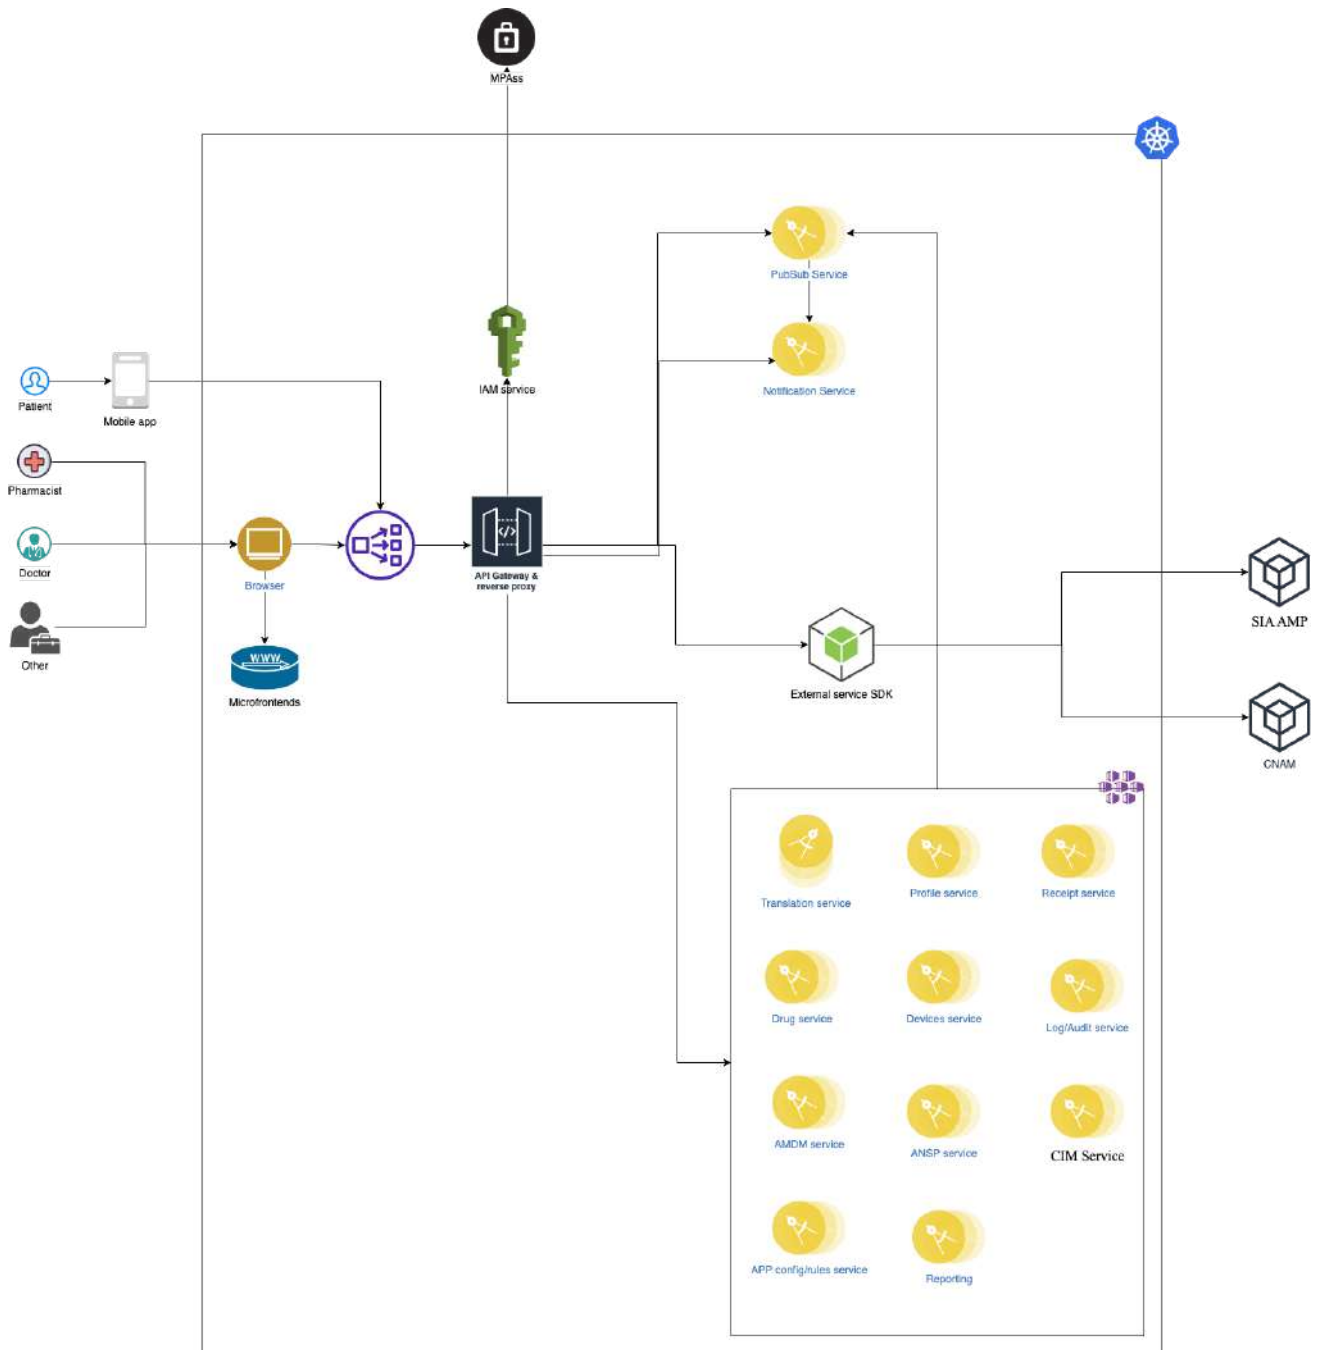 MPAss
IAM service
PubSub Service
Notification Service
Patient
Mobile app
Pharmacist
Doctor
Other
Browser
WWW
Microfrontends
API Gateway &
reverse proxy
External service SDK
SIA AMP
CNAM
Translation service
Profile service
Receipt service
Drug service
Devices service
Log/Audit service
AMDM service
ANSP service
CIM Service
APP config/rules service
Reporting